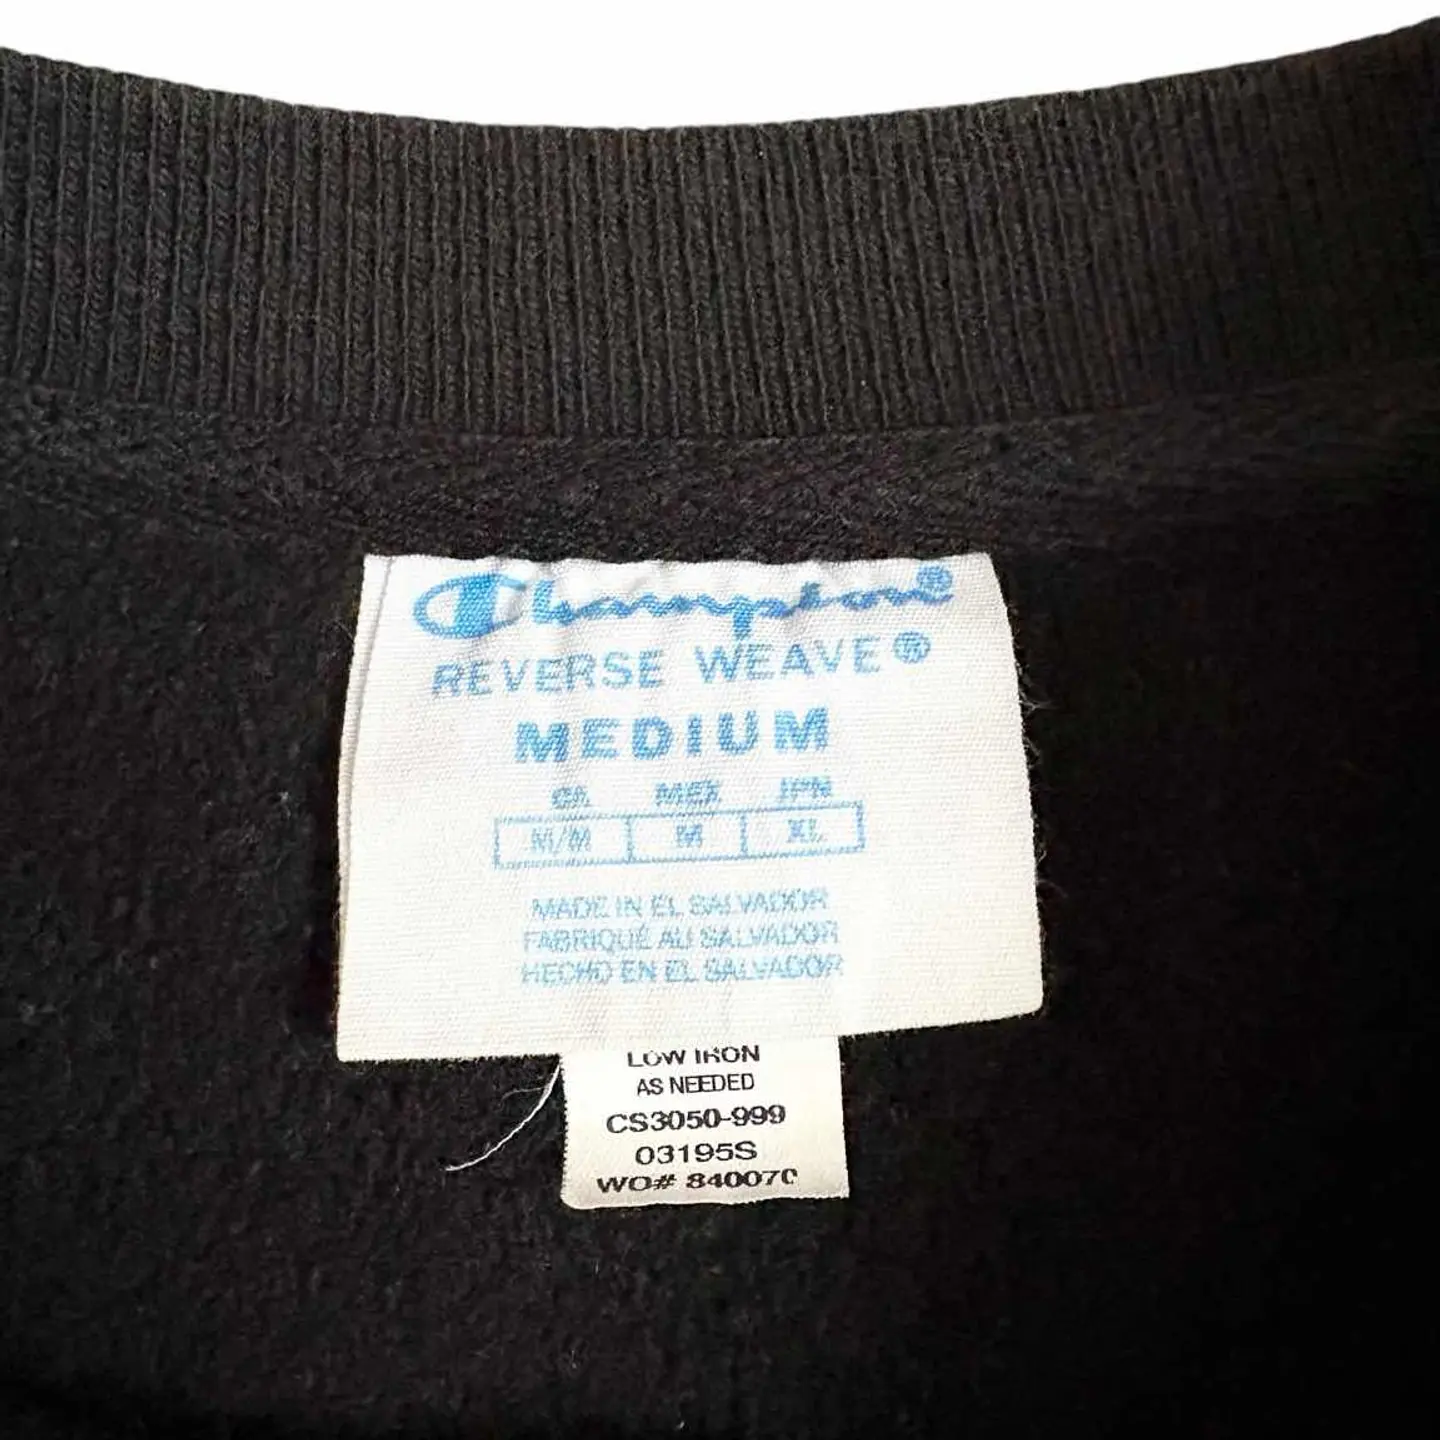 Champion®
REVERSE WEAVE®
MEDIUM
CA MEX JPN
M/M M XL
MADE IN EL SALVADOR
FABRIQUÉ AU SALVADOR
HECHO EN EL SALVADOR
LOW IRON
AS NEEDED
CS3050-999
03195S
WO# 840070